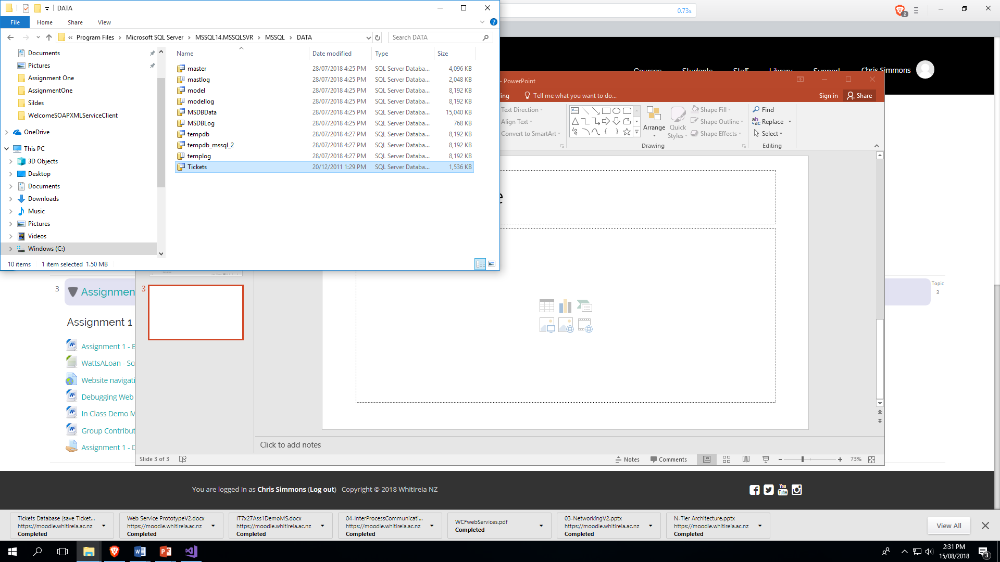 DATA
File Home Share View
« Program Files > Microsoft SQL Server > MSSQL14.MSSQLSVR > MSSQL > DATA
Search DATA
Documents
Pictures
Assignment One
AssignmentOne
Sildes
WelcomeSOAPXMLServiceClient
OneDrive
This PC
3D Objects
Desktop
Documents
Downloads
Music
Pictures
Videos
Windows (C:)
Name Date modified Type Size
master 28/07/2018 4:25 PM SQL Server Databa... 4,096 KB
mastlog 28/07/2018 4:25 PM SQL Server Databa... 2,048 KB
model 28/07/2018 4:25 PM SQL Server Databa... 8,192 KB
modellog 28/07/2018 4:25 PM SQL Server Databa... 8,192 KB
MSDBData 28/07/2018 4:25 PM SQL Server Databa... 15,040 KB
MSDBLog 28/07/2018 4:25 PM SQL Server Databa... 768 KB
tempdb 28/07/2018 4:27 PM SQL Server Databa... 8,192 KB
tempdb_mssql_2 28/07/2018 4:27 PM SQL Server Databa... 8,192 KB
templog 28/07/2018 4:27 PM SQL Server Databa... 8,192 KB
Tickets 20/12/2011 1:29 PM SQL Server Databa... 1,536 KB
10 items 1 item selected 1.50 MB
0.73s
2
Courses Students Staff Library Support Chris Simmons
- PowerPoint
ing Tell me what you want to do... Sign in Share
Text Direction
Align Text
Convert to SmartArt
Arrange
Quick Styles
Shape Fill
Shape Outline
Shape Effects
Drawing
Find
Replace
Select
Editing
e
3
Click to add notes
Slide 3 of 3 Notes Comments 73%
3
Assignmen
Topic
3
Assignment 1
Assignment 1 - E
WattsALoan - Sc
Website navigati
Debugging Web
In Class Demo M
Group Contribut
Assignment 1 - D
You are logged in as Chris Simmons (Log out) Copyright © 2018 Whitireia NZ
You Tube
Tickets Database (save Ticket...
https://moodle.whitireia.ac.nz
Completed
Web Service PrototypeV2.docx
https://moodle.whitireia.ac.nz
Completed
IT7x27Ass1DemoMS.docx
https://moodle.whitireia.ac.nz
Completed
04-InterProcessCommunicati...
https://moodle.whitireia.ac.nz
Completed
WCFwebServices.pdf
Completed
03-NetworkingV2.pptx
https://moodle.whitireia.ac.nz
Completed
N-Tier Architecture.pptx
https://moodle.whitireia.ac.nz
Completed
View All
2:31 PM
15/08/2018
3